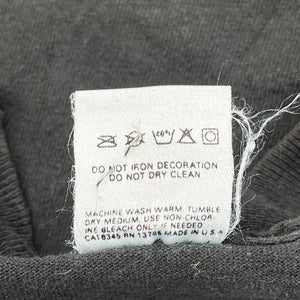 DO NOT IRON DECORATION
DO NOT DRY CLEAN
MACHINE WASH WARM, TUMBLE
DRY MEDIUM, USE NON-CHLOR-
INE BLEACH ONLY IF NEEDED
CA18345 RN 13765 MADE IN U.S.A